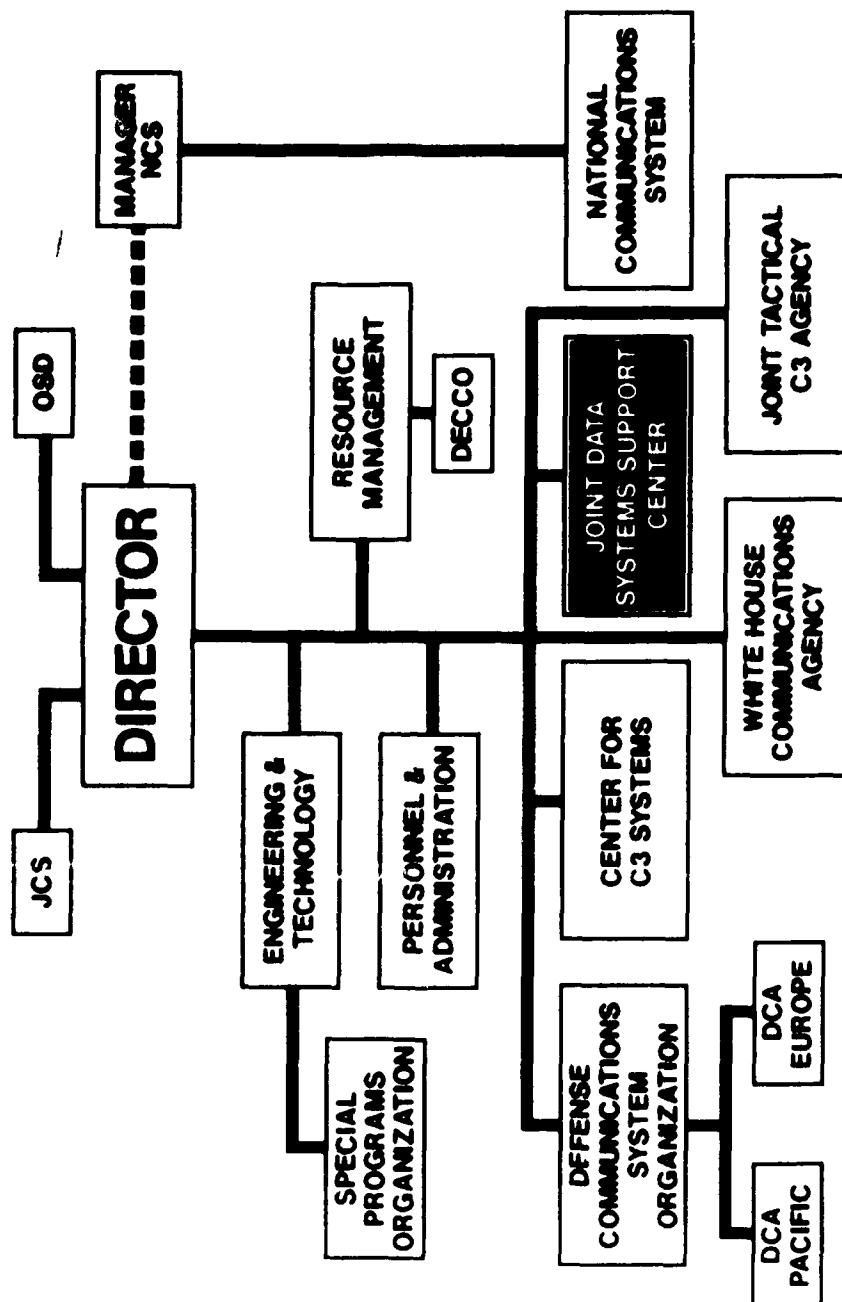 JCS
OSD
DIRECTOR
MANAGER
NCS
ENGINEERING &
TECHNOLOGY
RESOURCE
MANAGEMENT
SPECIAL
PROGRAMS
ORGANIZATION
PERSONNEL &
ADMINISTRATION
DECCO
DEFENSE
COMMUNICATIONS
SYSTEM
ORGANIZATION
CENTER FOR
C3 SYSTEMS
JOINT DATA
SYSTEMS SUPPORT
CENTER
NATIONAL
COMMUNICATIONS
SYSTEM
DCA
PACIFIC
DCA
EUROPE
WHITE HOUSE
COMMUNICATIONS
AGENCY
JOINT TACTICAL
C3 AGENCY